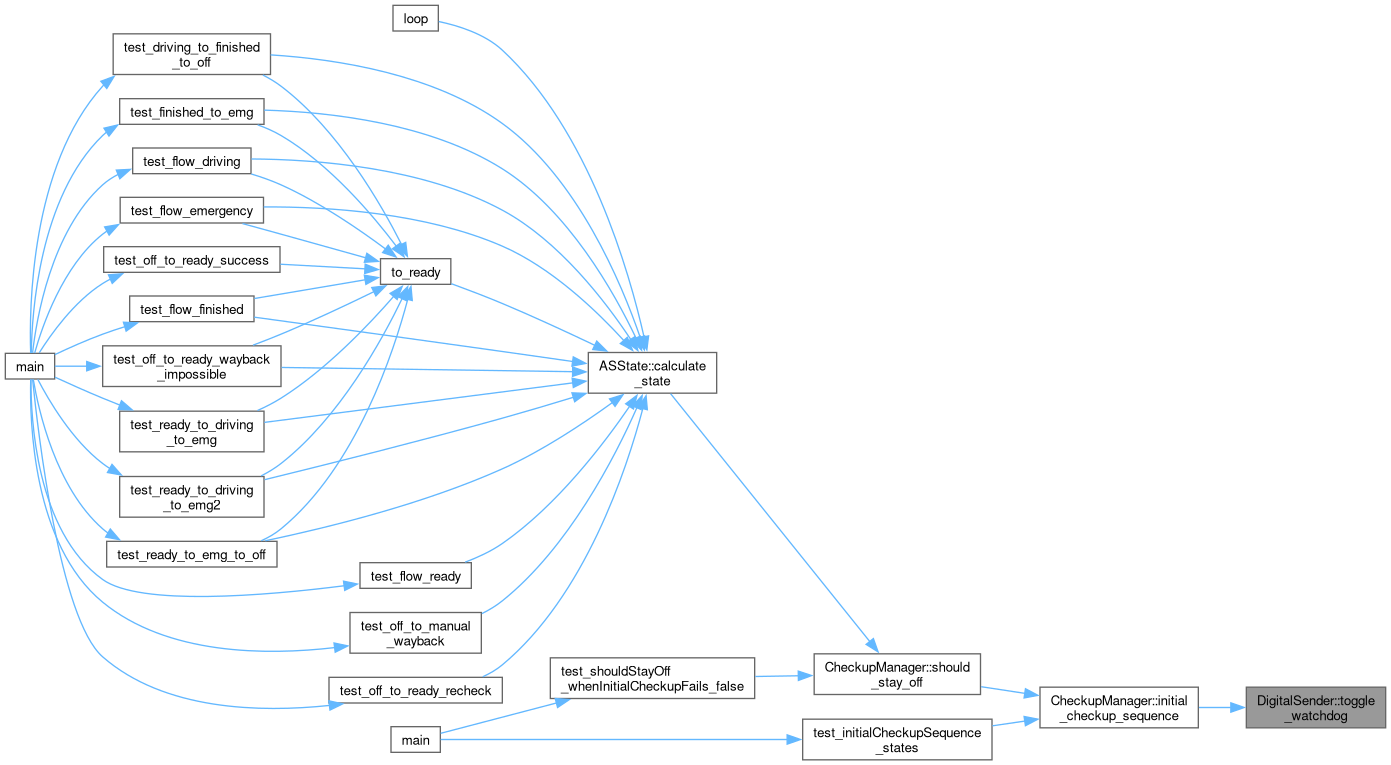 loop
test_driving_to_finished
_to_off
test_finished_to_emg
test_flow_driving
test_flow_emergency
test_off_to_ready_success
to_ready
test_flow_finished
main
test_off_to_ready_wayback
_impossible
ASState::calculate
_state
test_ready_to_driving
_to_emg
test_ready_to_driving
_to_emg2
test_ready_to_emg_to_off
test_flow_ready
test_off_to_manual
_wayback
test_off_to_ready_recheck
test_shouldStayOff
_whenInitialCheckupFails_false
CheckupManager::should
_stay_off
CheckupManager::initial
_checkup_sequence
DigitalSender::toggle
_watchdog
main
test_initialCheckupSequence
_states